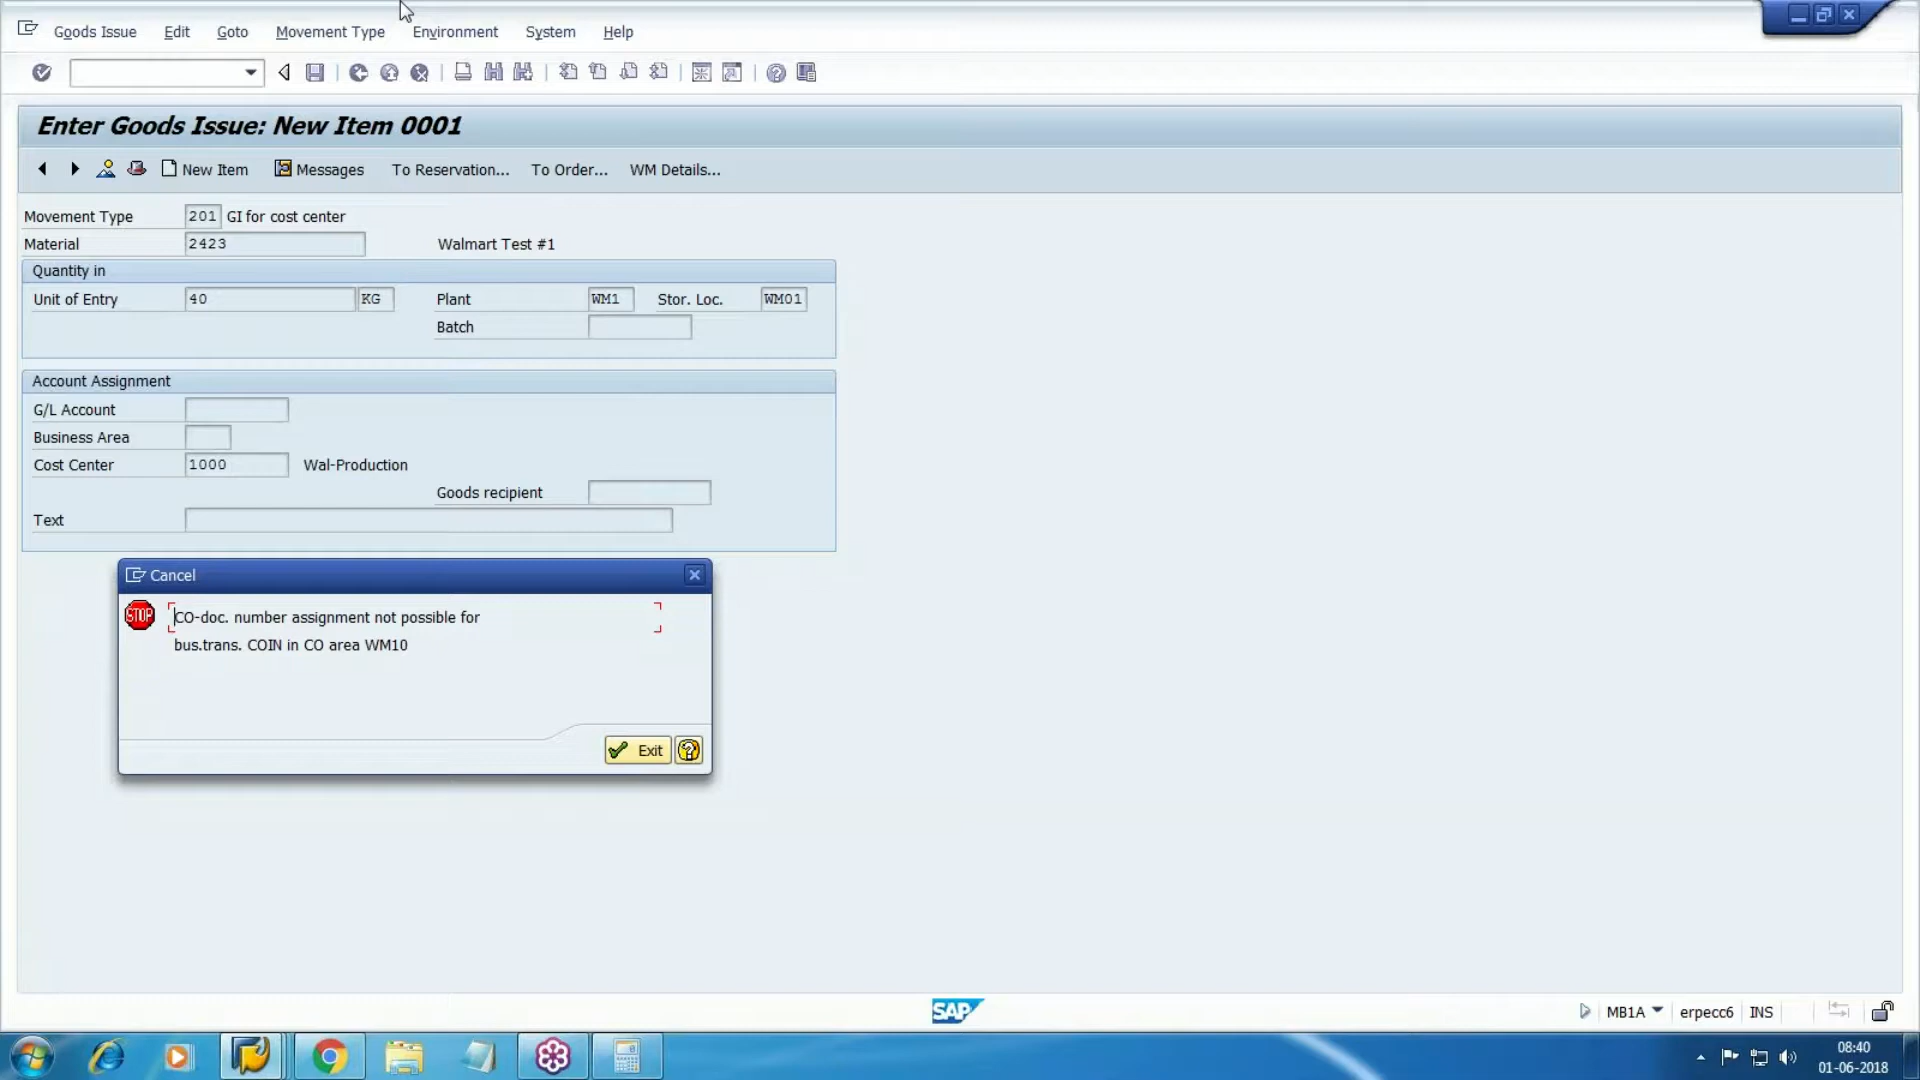 Goods Issue Edit Goto Movement Type Environment System Help
Enter Goods Issue: New Item 0001
New Item Messages To Reservation... To Order... WM Details...
Movement Type 201 GI for cost center
Material 2423 Walmart Test #1
Quantity in
Unit of Entry 40 KG Plant WM1 Stor. Loc. WM01
Batch
Account Assignment
G/L Account
Business Area
Cost Center 1000 Wal-Production
Goods recipient
Text
Cancel
STOP CO-doc. number assignment not possible for
bus.trans. COIN in CO area WM10
Exit
SAP MB1A erpecc6 INS
08:40
01-06-2018